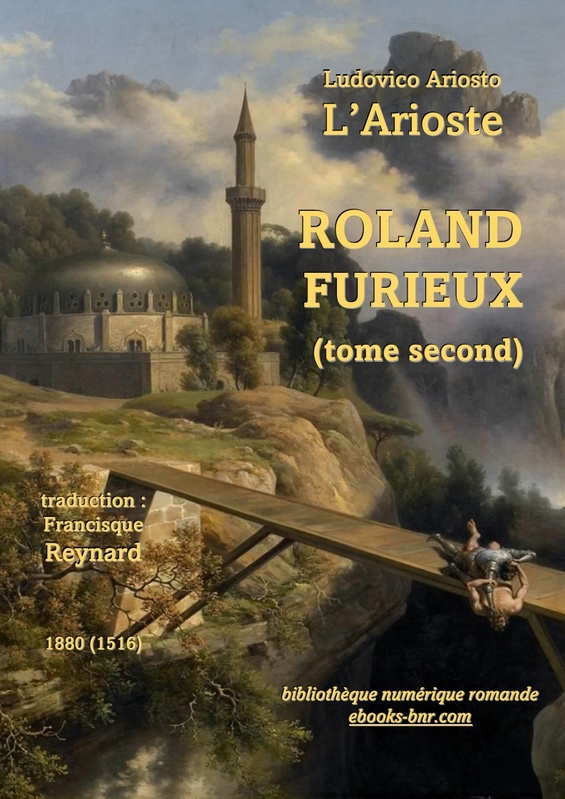 Ludovico Ariosto
L’Arioste
ROLAND
FURIEUX
(tome second)
traduction :
Francisque
Reynard
1880 (1516)
bibliothèque numérique romande
ebooks-bnr.com